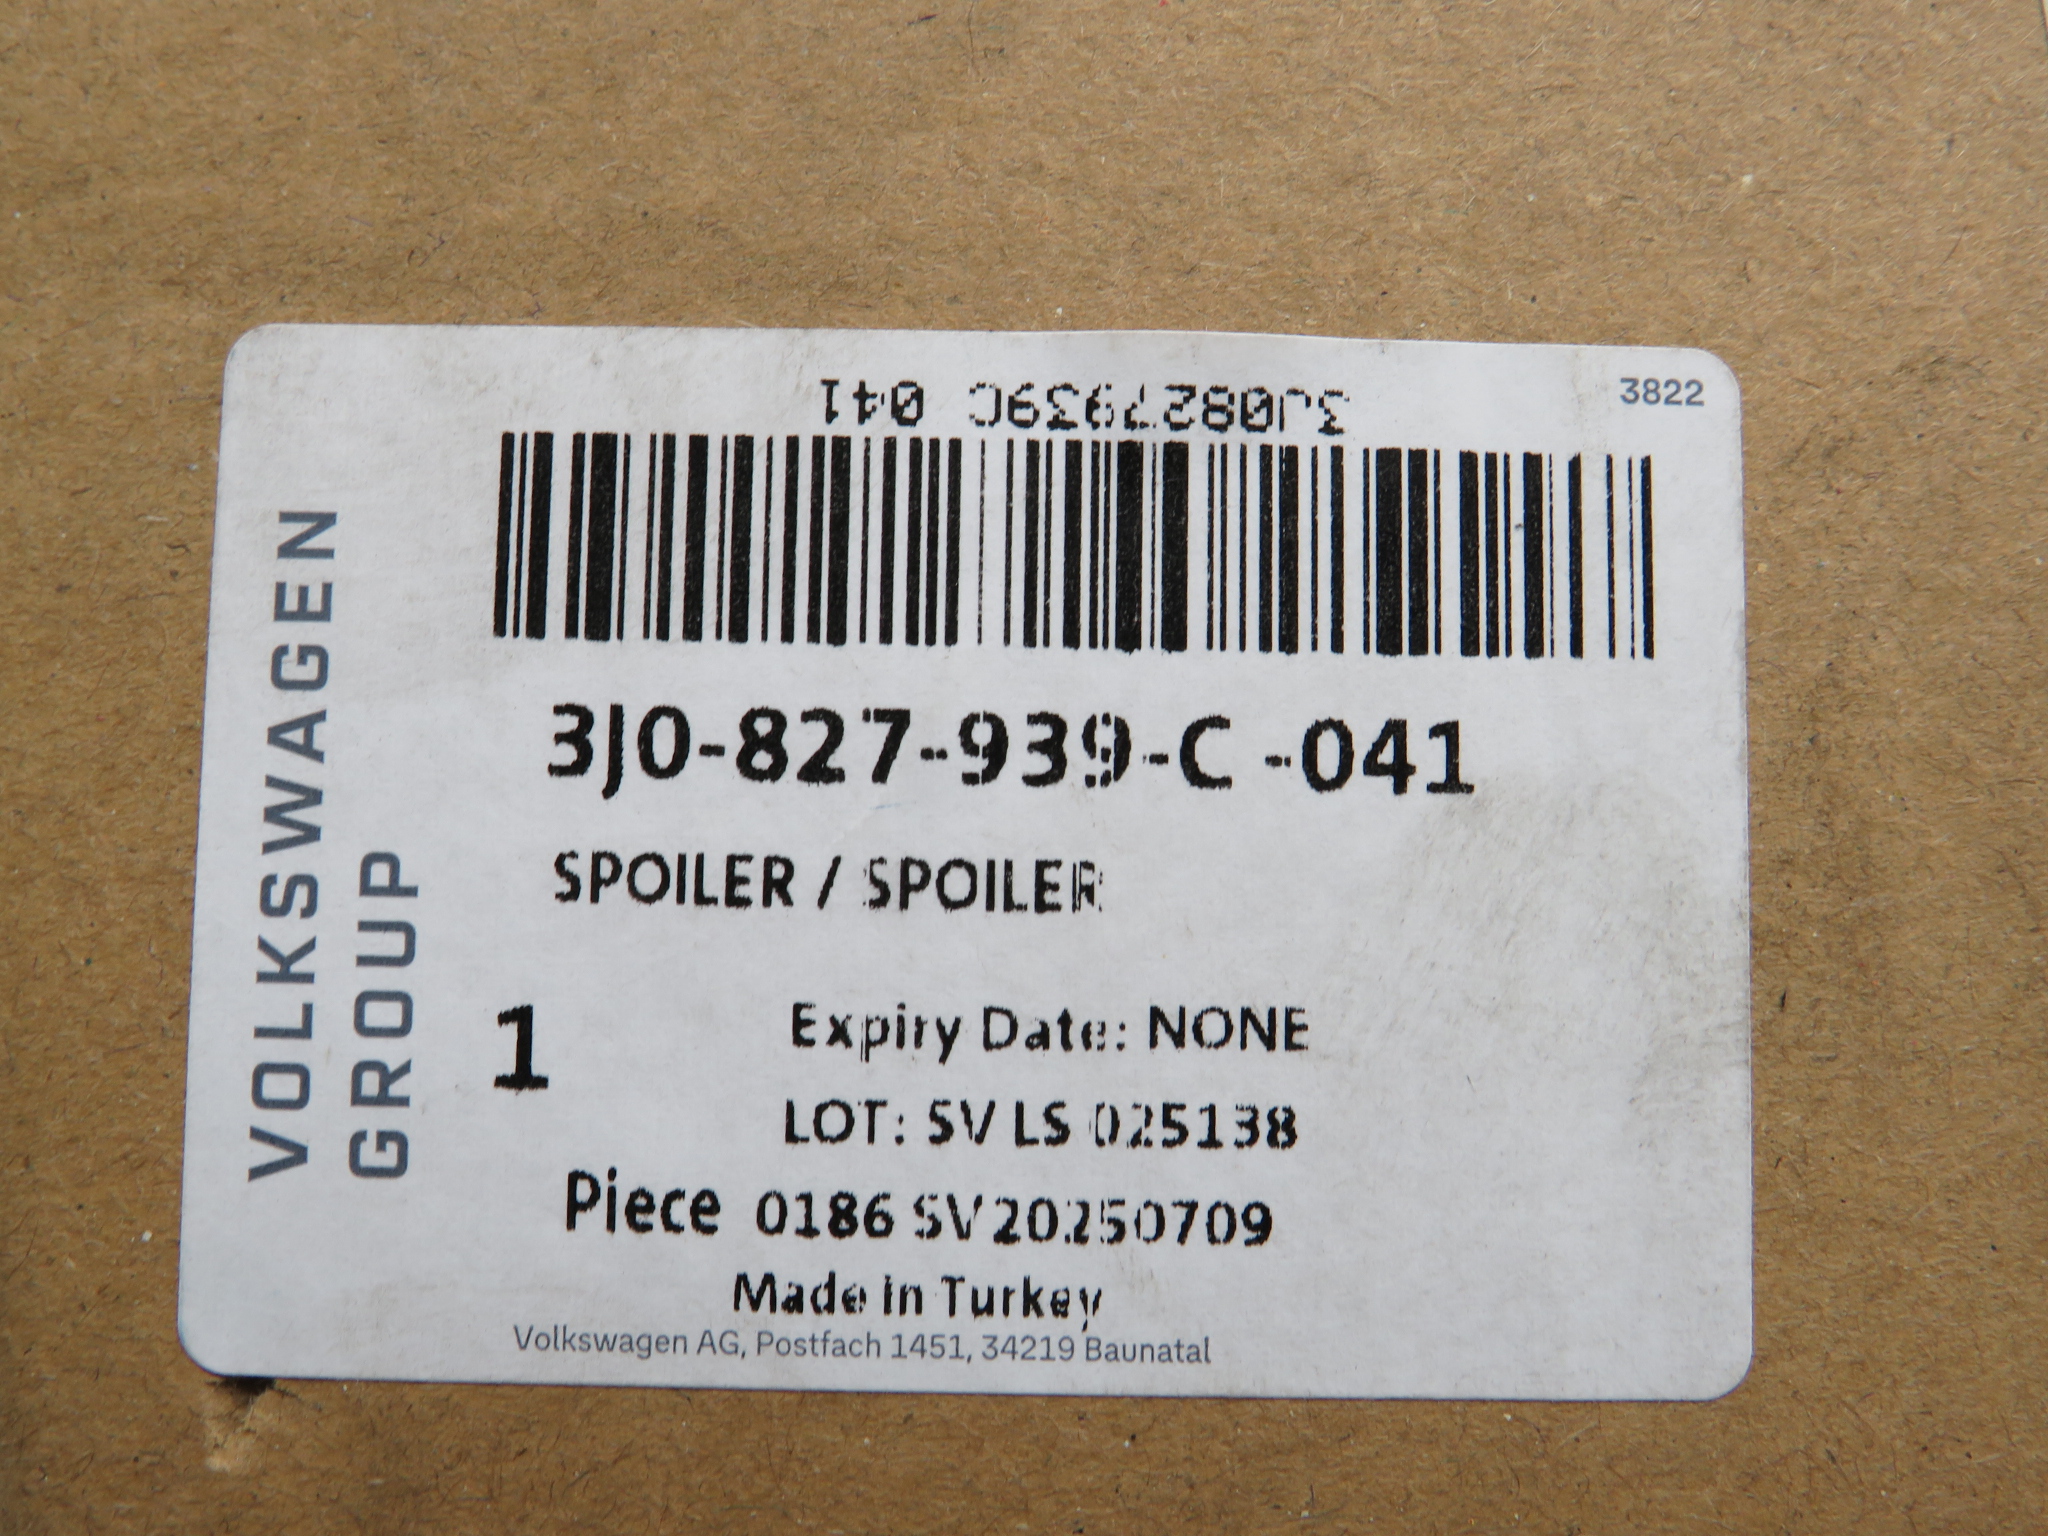 3822
3J0827939C 041
3J0-827-939-C -041
SPOILER / SPOILER
1
Expiry Date: NONE
LOT: SV LS 025138
Piece 0186 SV20250709
Made in Turkey
Volkswagen AG, Postfach 1451, 34219 Baunatal
VOLKSWAGEN
GROUP